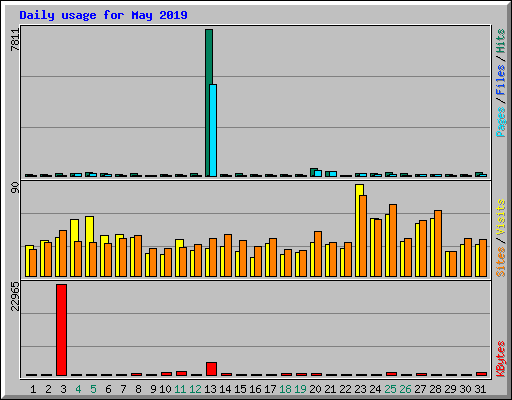 Daily usage for May 2019
7811
Pages / Files / Hits
90
Sites / Visits
22965
KBytes
1 2 3 4 5 6 7 8 9 10 11 12 13 14 15 16 17 18 19 20 21 22 23 24 25 26 27 28 29 30 31